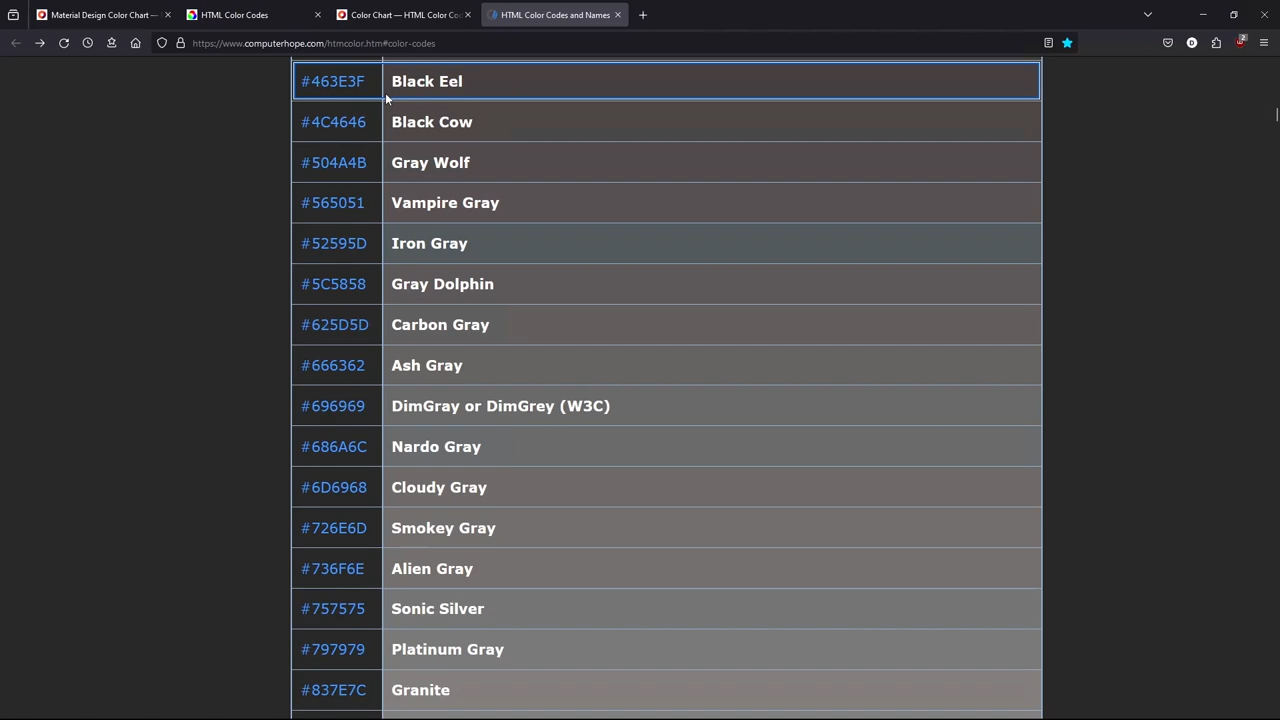 Material Design Color Chart —
HTML Color Codes
Color Chart — HTML Color Co
HTML Color Codes and Names
https://www.computerhope.com/htmcolor.htm#color-codes
D
2
#463E3F Black Eel
#4C4646 Black Cow
#504A4B Gray Wolf
#565051 Vampire Gray
#52595D Iron Gray
#5C5858 Gray Dolphin
#625D5D Carbon Gray
#666362 Ash Gray
#696969 DimGray or DimGrey (W3C)
#686A6C Nardo Gray
#6D6968 Cloudy Gray
#726E6D Smokey Gray
#736F6E Alien Gray
#757575 Sonic Silver
#797979 Platinum Gray
#837E7C Granite